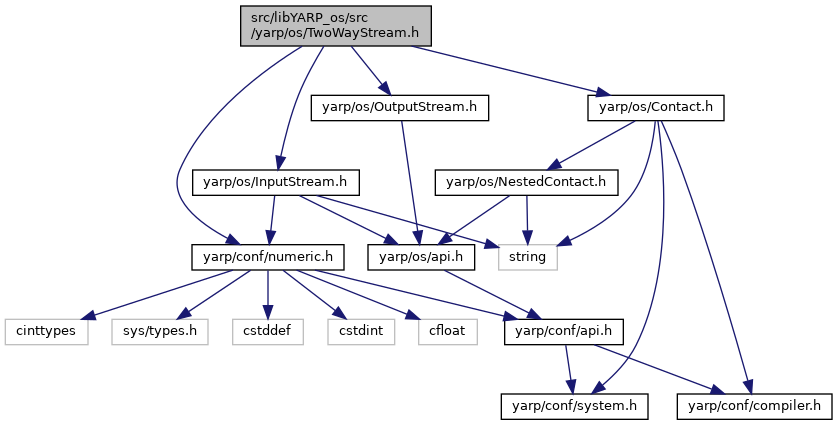 src/libYARP_os/src
/yarp/os/TwoWayStream.h
yarp/os/OutputStream.h
yarp/os/Contact.h
yarp/os/InputStream.h
yarp/os/NestedContact.h
yarp/conf/numeric.h
yarp/os/api.h
string
cinttypes
sys/types.h
cstddef
cstdint
cfloat
yarp/conf/api.h
yarp/conf/system.h
yarp/conf/compiler.h